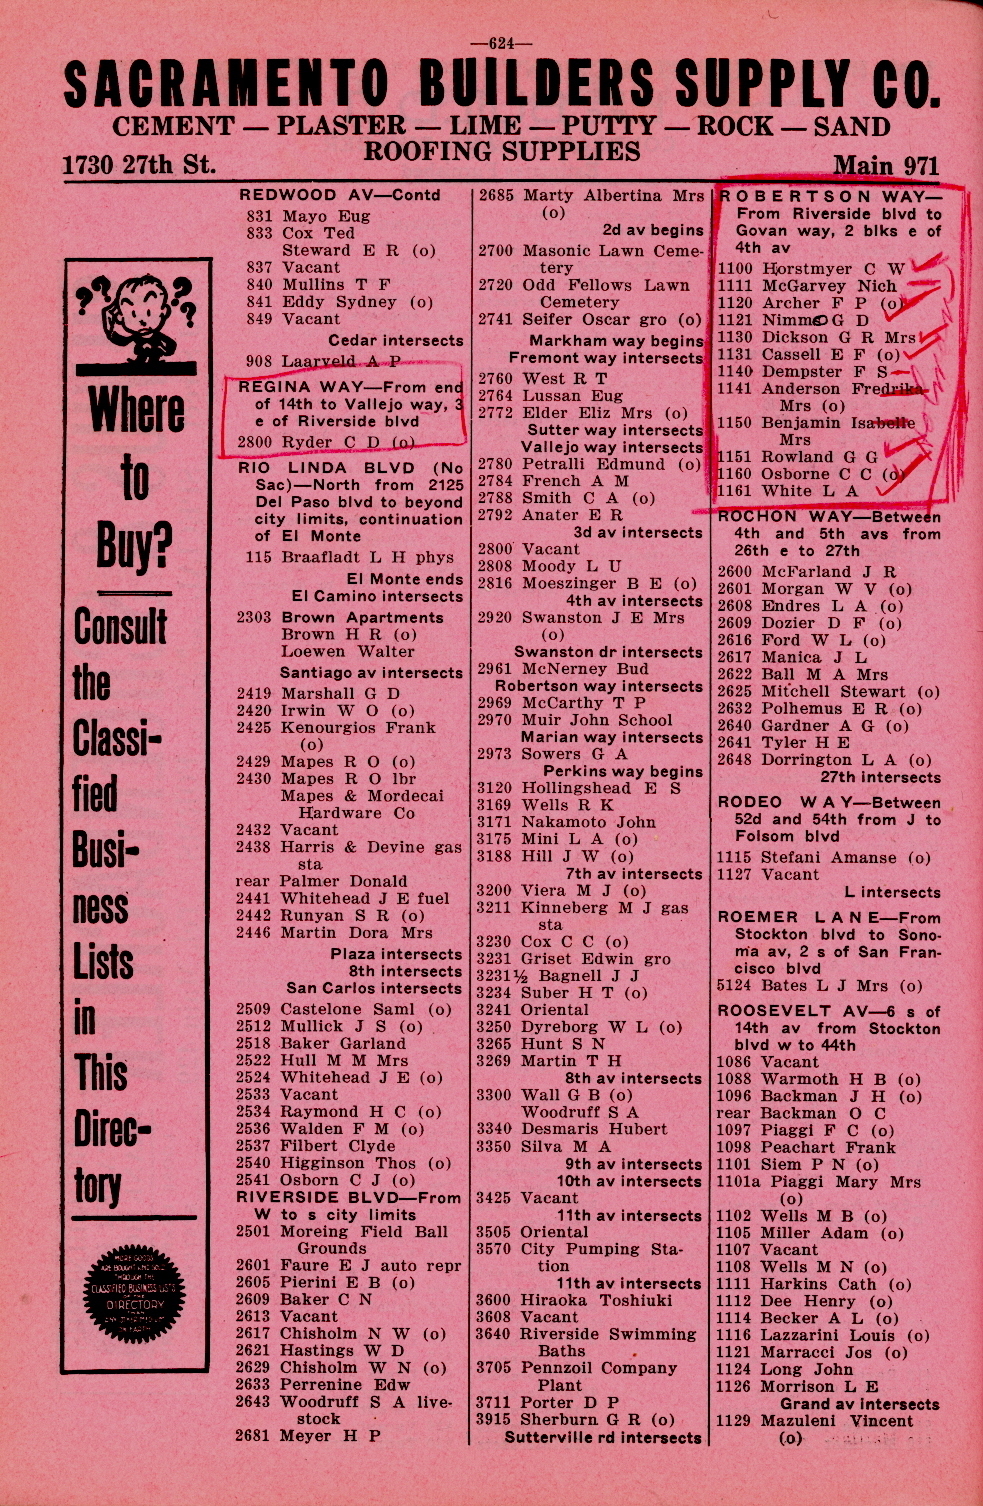 —624—
SACRAMENTO BUILDERS SUPPLY CO.
CEMENT — PLASTER — LIME — PUTTY — ROCK — SAND
ROOFING SUPPLIES
1730 27th St.
Main 971
??
??
Where
to
Buy?
Consult
the
Classi-
fied
Busi-
ness
Lists
in
This
Direc-
tory
MORE GOODS
ARE BOUGHT AND SOLD
THROUGH THE
CLASSIFIED BUSINESS LISTS
OF THE
DIRECTORY
THAN
ANY OTHER MEDIUM
ON EARTH
REDWOOD AV—Contd
831 Mayo Eug
833 Cox Ted
Steward E R (o)
837 Vacant
840 Mullins T F
841 Eddy Sydney (o)
849 Vacant
Cedar intersects
908 Laarveld A P
REGINA WAY—From end
of 14th to Vallejo way, 3
e of Riverside blvd
2800 Ryder C D (o)
RIO LINDA BLVD (No
Sac)—North from 2125
Del Paso blvd to beyond
city limits, continuation
of El Monte
115 Braafladt L H phys
El Monte ends
El Camino intersects
2303 Brown Apartments
Brown H R (o)
Loewen Walter
Santiago av intersects
2419 Marshall G D
2420 Irwin W O (o)
2425 Kenourgios Frank
(o)
2429 Mapes R O (o)
2430 Mapes R O lbr
Mapes & Mordecai
Hardware Co
2432 Vacant
2438 Harris & Devine gas
sta
rear Palmer Donald
2441 Whitehead J E fuel
2442 Runyan S R (o)
2446 Martin Dora Mrs
Plaza intersects
8th intersects
San Carlos intersects
2509 Castelone Saml (o)
2512 Mullick J S (o)
2518 Baker Garland
2522 Hull M M Mrs
2524 Whitehead J E (o)
2533 Vacant
2534 Raymond H C (o)
2536 Walden F M (o)
2537 Filbert Clyde
2540 Higginson Thos (o)
2541 Osborn C J (o)
RIVERSIDE BLVD—From
W to s city limits
2501 Moreing Field Ball
Grounds
2601 Faure E J auto repr
2605 Pierini E B (o)
2609 Baker C N
2613 Vacant
2617 Chisholm N W (o)
2621 Hastings W D
2629 Chisholm W N (o)
2633 Perrenine Edw
2643 Woodruff S A live-
stock
2681 Meyer H P
2685 Marty Albertina Mrs
(o)
2d av begins
2700 Masonic Lawn Ceme-
tery
2720 Odd Fellows Lawn
Cemetery
2741 Seifer Oscar gro (o)
Markham way begins
Fremont way intersects
2760 West R T
2764 Lussan Eug
2772 Elder Eliz Mrs (o)
Sutter way intersects
Vallejo way intersects
2780 Petralli Edmund (o)
2784 French A M
2788 Smith C A (o)
2792 Anater E R
3d av intersects
2800 Vacant
2808 Moody L U
2816 Moeszinger B E (o)
4th av intersects
2920 Swanston J E Mrs
(o)
Swanston dr intersects
2961 McNerney Bud
Robertson way intersects
2969 McCarthy T P
2970 Muir John School
Marian way intersects
2973 Sowers G A
Perkins way begins
3120 Hollingshead E S
3169 Wells R K
3171 Nakamoto John
3175 Mini L A (o)
3188 Hill J W (o)
7th av intersects
3200 Viera M J (o)
3211 Kinneberg M J gas
sta
3230 Cox C C (o)
3231 Griset Edwin gro
3231½ Bagnell J J
3234 Suber H T (o)
3241 Oriental
3250 Dyreborg W L (o)
3265 Hunt S N
3269 Martin T H
8th av intersects
3300 Wall G B (o)
Woodruff S A
3340 Desmaris Hubert
3350 Silva M A
9th av intersects
10th av intersects
3425 Vacant
11th av intersects
3505 Oriental
3570 City Pumping Sta-
tion
11th av intersects
3600 Hiraoka Toshiuki
3608 Vacant
3640 Riverside Swimming
Baths
3705 Pennzoil Company
Plant
3711 Porter D P
3915 Sherburn G R (o)
Sutterville rd intersects
ROBERTSON WAY—
From Riverside blvd to
Govan way, 2 blks e of
4th av
1100 Horstmyer C W
1111 McGarvey Nich
1120 Archer F P (o)
1121 Nimmo G D
1130 Dickson G R Mrs
1131 Cassell E F (o)
1140 Dempster F S
1141 Anderson Fredrika
Mrs (o)
1150 Benjamin Isabelle
Mrs
1151 Rowland G G
1160 Osborne C C (o)
1161 White L A
ROCHON WAY—Between
4th and 5th avs from
26th e to 27th
2600 McFarland J R
2601 Morgan W V (o)
2608 Endres L A (o)
2609 Dozier D F (o)
2616 Ford W L (o)
2617 Manica J L
2622 Ball M A Mrs
2625 Mitchell Stewart (o)
2632 Polhemus E R (o)
2640 Gardner A G (o)
2641 Tyler H E
2648 Dorrington L A (o)
27th intersects
RODEO WAY—Between
52d and 54th from J to
Folsom blvd
1115 Stefani Amanse (o)
1127 Vacant
L intersects
ROEMER LANE—From
Stockton blvd to Sono-
ma av, 2 s of San Fran-
cisco blvd
5124 Bates L J Mrs (o)
ROOSEVELT AV—6 s of
14th av from Stockton
blvd w to 44th
1086 Vacant
1088 Warmoth H B (o)
1096 Backman J H (o)
rear Backman O C
1097 Piaggi F C (o)
1098 Peachart Frank
1101 Siem P N (o)
1101a Piaggi Mary Mrs
(o)
1102 Wells M B (o)
1105 Miller Adam (o)
1107 Vacant
1108 Wells M N (o)
1111 Harkins Cath (o)
1112 Dee Henry (o)
1114 Becker A L (o)
1116 Lazzarini Louis (o)
1121 Marracci Jos (o)
1124 Long John
1126 Morrison L E
Grand av intersects
1129 Mazuleni Vincent
(o)